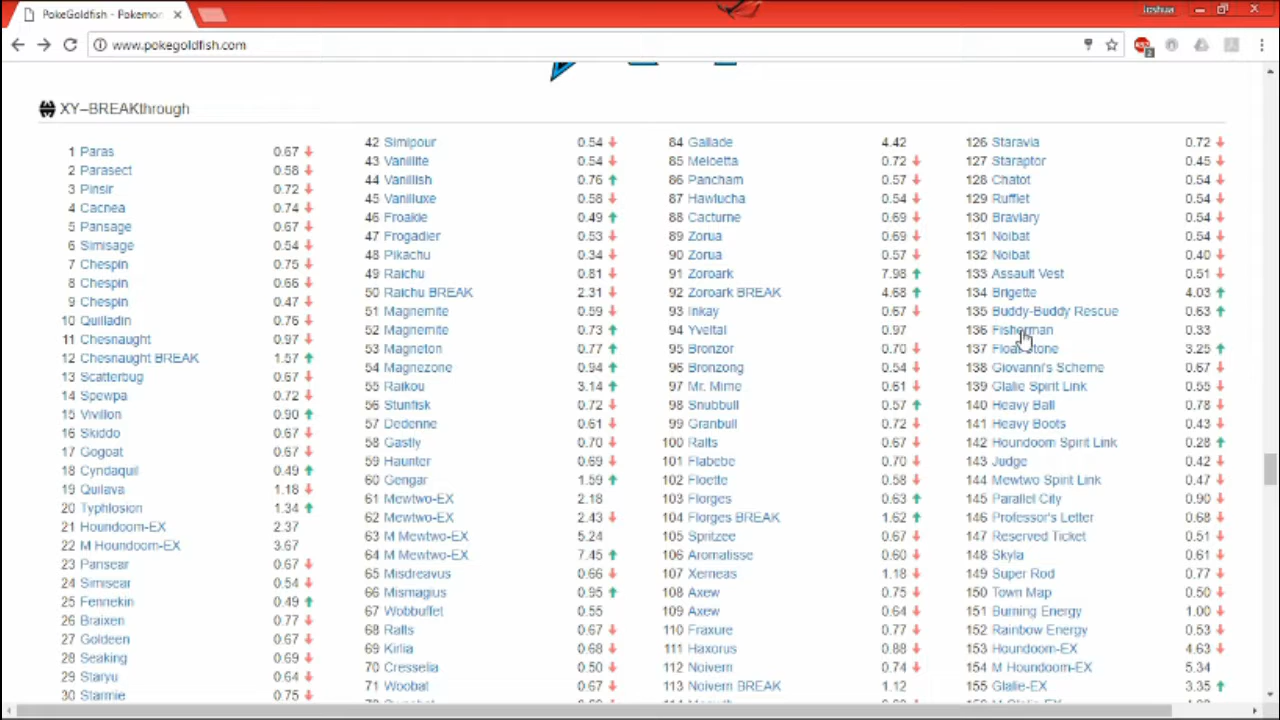 PokeGoldfish - Pokemon
Joshua
www.pokegoldfish.com
XY–BREAKthrough
1 Paras 0.67
2 Parasect 0.58
3 Pinsir 0.72
4 Cacnea 0.74
5 Pansage 0.67
6 Simisage 0.54
7 Chespin 0.75
8 Chespin 0.66
9 Chespin 0.47
10 Quilladin 0.76
11 Chesnaught 0.97
12 Chesnaught BREAK 1.57
13 Scatterbug 0.67
14 Spewpa 0.72
15 Vivillon 0.90
16 Skiddo 0.67
17 Gogoat 0.67
18 Cyndaquil 0.49
19 Quilava 1.18
20 Typhlosion 1.34
21 Houndoom-EX 2.37
22 M Houndoom-EX 3.67
23 Pansear 0.67
24 Simisear 0.54
25 Fennekin 0.49
26 Braixen 0.77
27 Goldeen 0.67
28 Seaking 0.69
29 Staryu 0.64
30 Starmie 0.75
42 Simipour 0.54
43 Vanillite 0.54
44 Vanillish 0.76
45 Vanilluxe 0.58
46 Froakie 0.49
47 Frogadier 0.53
48 Pikachu 0.34
49 Raichu 0.81
50 Raichu BREAK 2.31
51 Magnemite 0.59
52 Magnemite 0.73
53 Magneton 0.77
54 Magnezone 0.94
55 Raikou 3.14
56 Stunfisk 0.72
57 Dedenne 0.61
58 Gastly 0.70
59 Haunter 0.69
60 Gengar 1.59
61 Mewtwo-EX 2.18
62 Mewtwo-EX 2.43
63 M Mewtwo-EX 5.24
64 M Mewtwo-EX 7.45
65 Misdreavus 0.66
66 Mismagius 0.95
67 Wobbuffet 0.55
68 Ralts 0.67
69 Kirlia 0.68
70 Cresselia 0.50
71 Woobat 0.67
84 Gallade 4.42
85 Meloetta 0.72
86 Pancham 0.57
87 Hawlucha 0.54
88 Cacturne 0.69
89 Zorua 0.69
90 Zorua 0.57
91 Zoroark 7.98
92 Zoroark BREAK 4.68
93 Inkay 0.67
94 Yveltal 0.97
95 Bronzor 0.70
96 Bronzong 0.54
97 Mr. Mime 0.61
98 Snubbull 0.57
99 Granbull 0.72
100 Ralts 0.67
101 Flabebe 0.70
102 Floette 0.58
103 Florges 0.63
104 Florges BREAK 1.62
105 Spritzee 0.67
106 Aromatisse 0.60
107 Xerneas 1.18
108 Axew 0.75
109 Axew 0.64
110 Fraxure 0.77
111 Haxorus 0.88
112 Noivern 0.74
113 Noivern BREAK 1.12
126 Staravia 0.72
127 Staraptor 0.45
128 Chatot 0.54
129 Rufflet 0.54
130 Braviary 0.54
131 Noibat 0.54
132 Noibat 0.40
133 Assault Vest 0.51
134 Brigette 4.03
135 Buddy-Buddy Rescue 0.63
136 Fisherman 0.33
137 Float Stone 3.25
138 Giovanni's Scheme 0.67
139 Glalie Spirit Link 0.55
140 Heavy Ball 0.78
141 Heavy Boots 0.43
142 Houndoom Spirit Link 0.28
143 Judge 0.42
144 Mewtwo Spirit Link 0.47
145 Parallel City 0.90
146 Professor's Letter 0.68
147 Reserved Ticket 0.51
148 Skyla 0.61
149 Super Rod 0.77
150 Town Map 0.50
151 Burning Energy 1.00
152 Rainbow Energy 0.53
153 Houndoom-EX 4.63
154 M Houndoom-EX 5.34
155 Glalie-EX 3.35